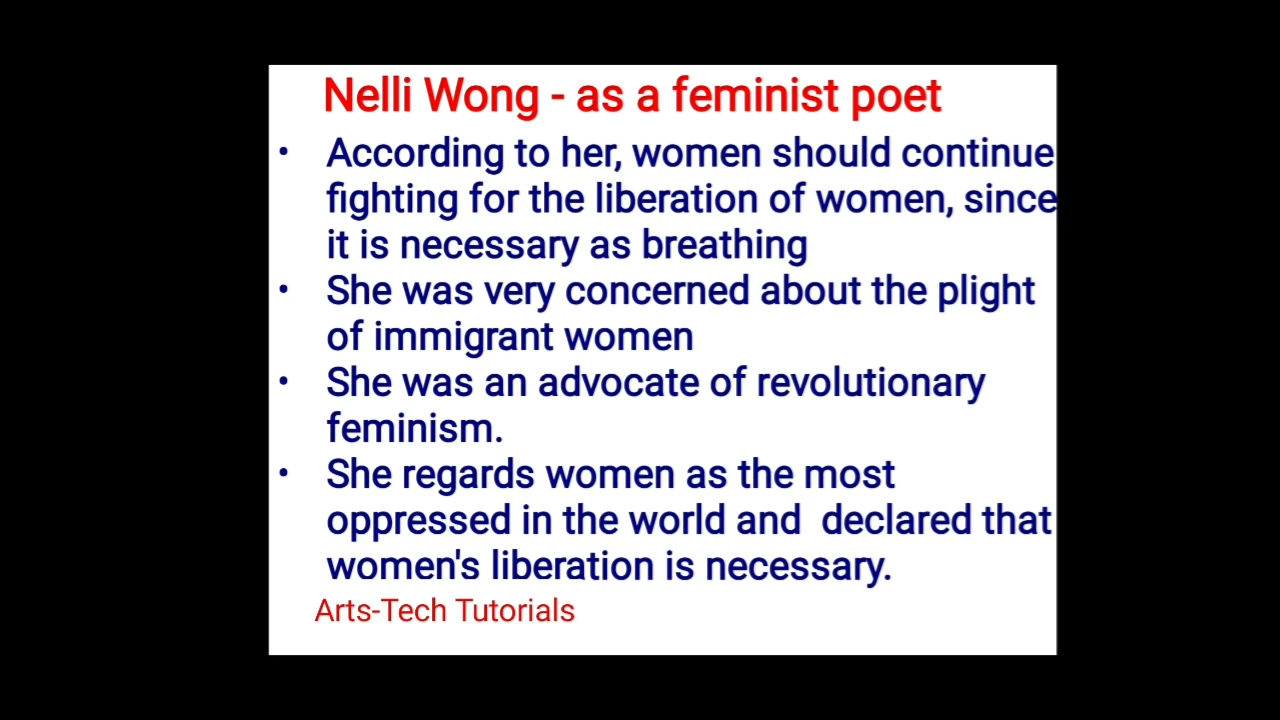 Nelli Wong - as a feminist poet
• According to her, women should continue
fighting for the liberation of women, since
it is necessary as breathing
• She was very concerned about the plight
of immigrant women
• She was an advocate of revolutionary
feminism.
• She regards women as the most
oppressed in the world and  declared that
women's liberation is necessary.
Arts-Tech Tutorials